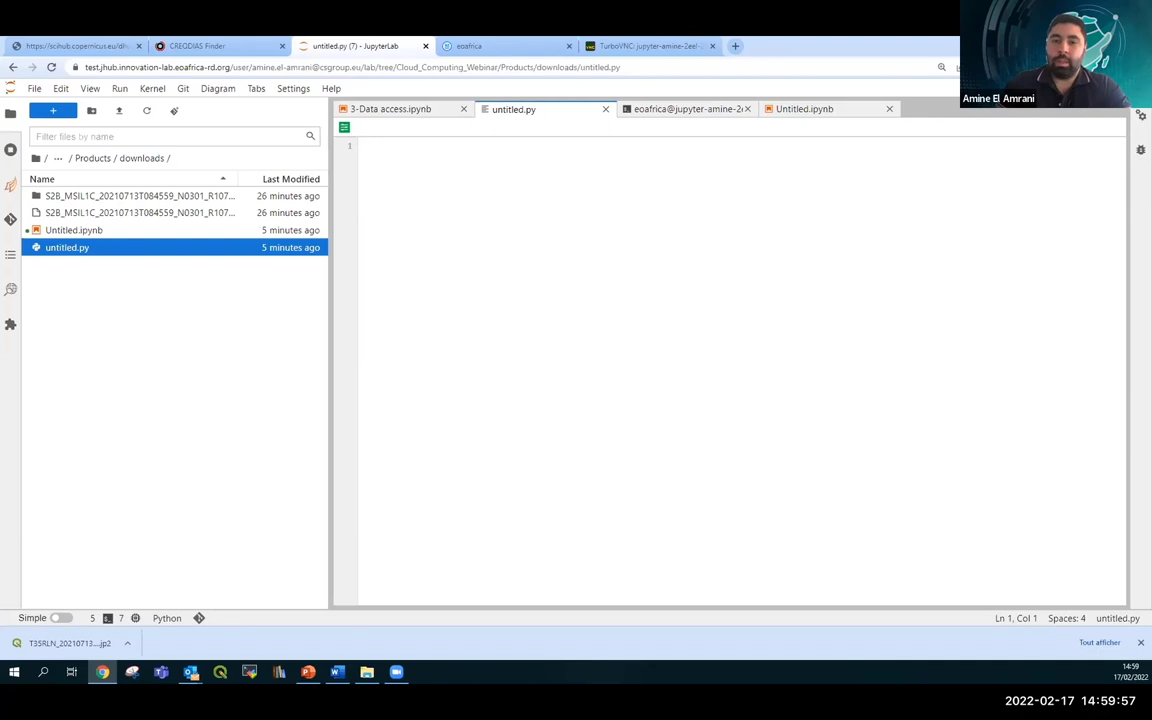 https://scihub.copernicus.eu/dh
CREODIAS Finder
untitled.py (7) - JupyterLab
eoafrica
TurboVNC: jupyter-amine-2eel-
test.jhub.innovation-lab.eoafrica-rd.org/user/amine.el-amrani@csgroup.eu/lab/tree/Cloud_Computing_Webinar/Products/downloads/untitled.py
Amine El Amrani
File Edit View Run Kernel Git Diagram Tabs Settings Help
3-Data access.ipynb
untitled.py
eoafrica@jupyter-amine-2
Untitled.ipynb
Filter files by name
/ ... / Products / downloads /
1
Name Last Modified
S2B_MSIL1C_20210713T084559_N0301_R107... 26 minutes ago
S2B_MSIL1C_20210713T084559_N0301_R107... 26 minutes ago
Untitled.ipynb 5 minutes ago
untitled.py 5 minutes ago
Simple 5 7 Python
Ln 1, Col 1 Spaces: 4 untitled.py
T35RLN_20210713....jp2
Tout afficher
14:59
17/02/2022
2022-02-17 14:59:57